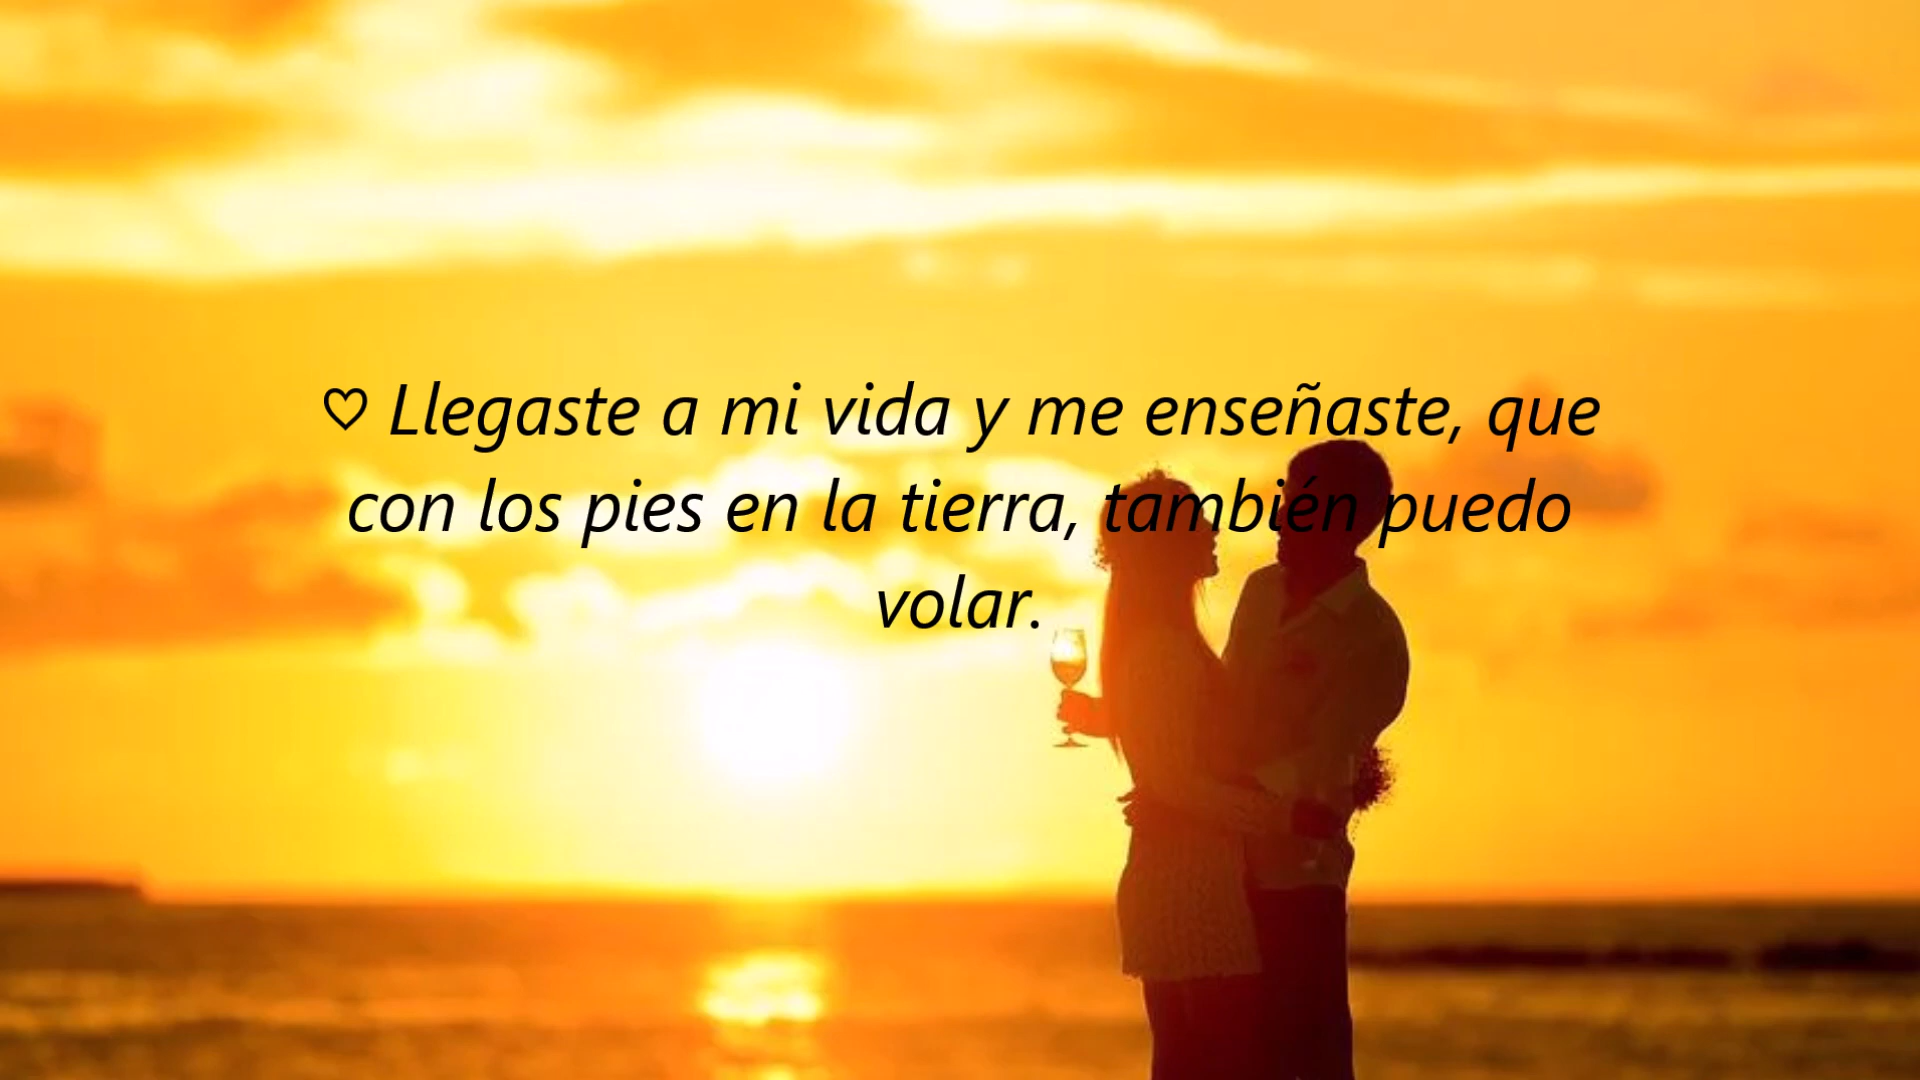 ♡ Llegaste a mi vida y me enseñaste, que
con los pies en la tierra, también puedo
volar.